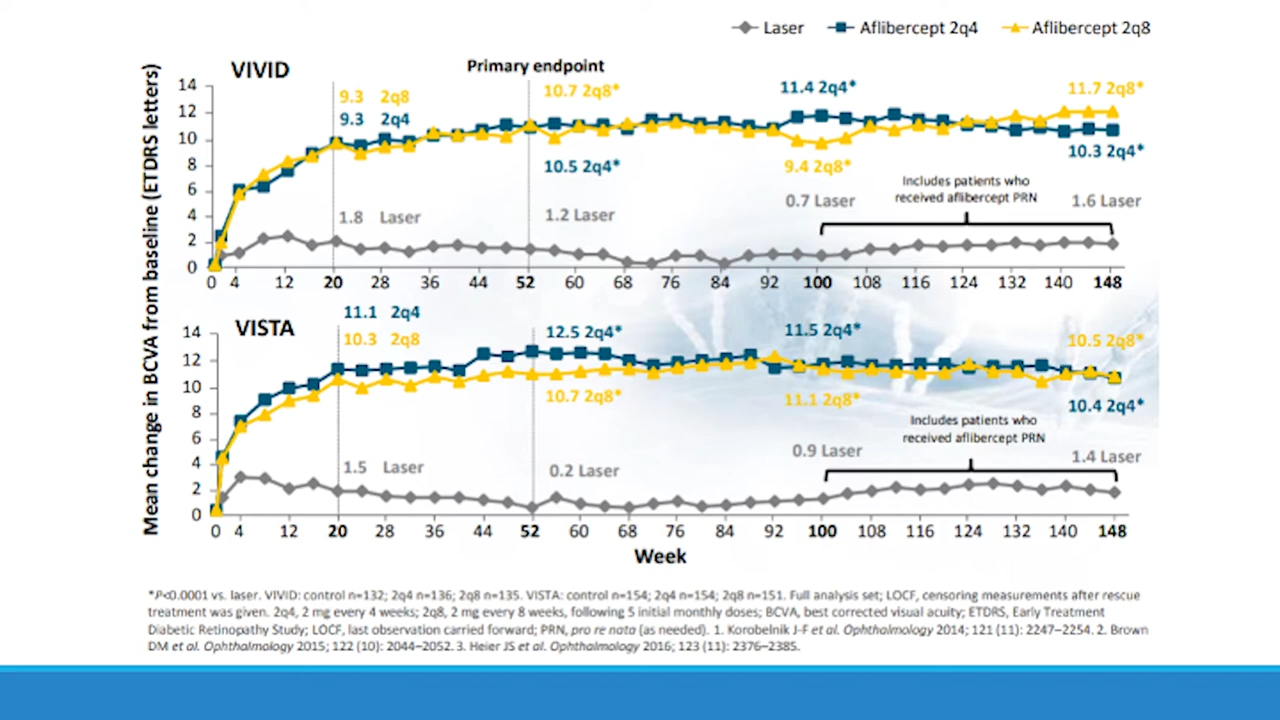 Laser Aflibercept 2q4 Aflibercept 2q8
Mean change in BCVA from baseline (ETDRS letters)
VIVID
Primary endpoint
14
12
10
8
6
4
2
0
9.3 2q8
9.3 2q4
10.7 2q8*
11.4 2q4*
11.7 2q8*
10.5 2q4*
9.4 2q8*
10.3 2q4*
Includes patients who
received aflibercept PRN
1.8 Laser
1.2 Laser
0.7 Laser
1.6 Laser
0 4 12 20 28 36 44 52 60 68 76 84 92 100 108 116 124 132 140 148
VISTA
14
12
10
8
6
4
2
0
11.1 2q4
10.3 2q8
12.5 2q4*
11.5 2q4*
10.5 2q8*
10.7 2q8*
11.1 2q8*
10.4 2q4*
Includes patients who
received aflibercept PRN
1.5 Laser
0.2 Laser
0.9 Laser
1.4 Laser
0 4 12 20 28 36 44 52 60 68 76 84 92 100 108 116 124 132 140 148
Week
*P<0.0001 vs. laser. VIVID: control n=132; 2q4 n=136; 2q8 n=135. VISTA: control n=154; 2q4 n=154; 2q8 n=151. Full analysis set; LOCF, censoring measurements after rescue
treatment was given. 2q4, 2 mg every 4 weeks; 2q8, 2 mg every 8 weeks, following 5 initial monthly doses; BCVA, best corrected visual acuity; ETDRS, Early Treatment
Diabetic Retinopathy Study; LOCF, last observation carried forward; PRN, pro re nata (as needed). 1. Korobelnik J-F et al. Ophthalmology 2014; 121 (11): 2247–2254. 2. Brown
DM et al. Ophthalmology 2015; 122 (10): 2044–2052. 3. Heier JS et al. Ophthalmology 2016; 123 (11): 2376–2385.